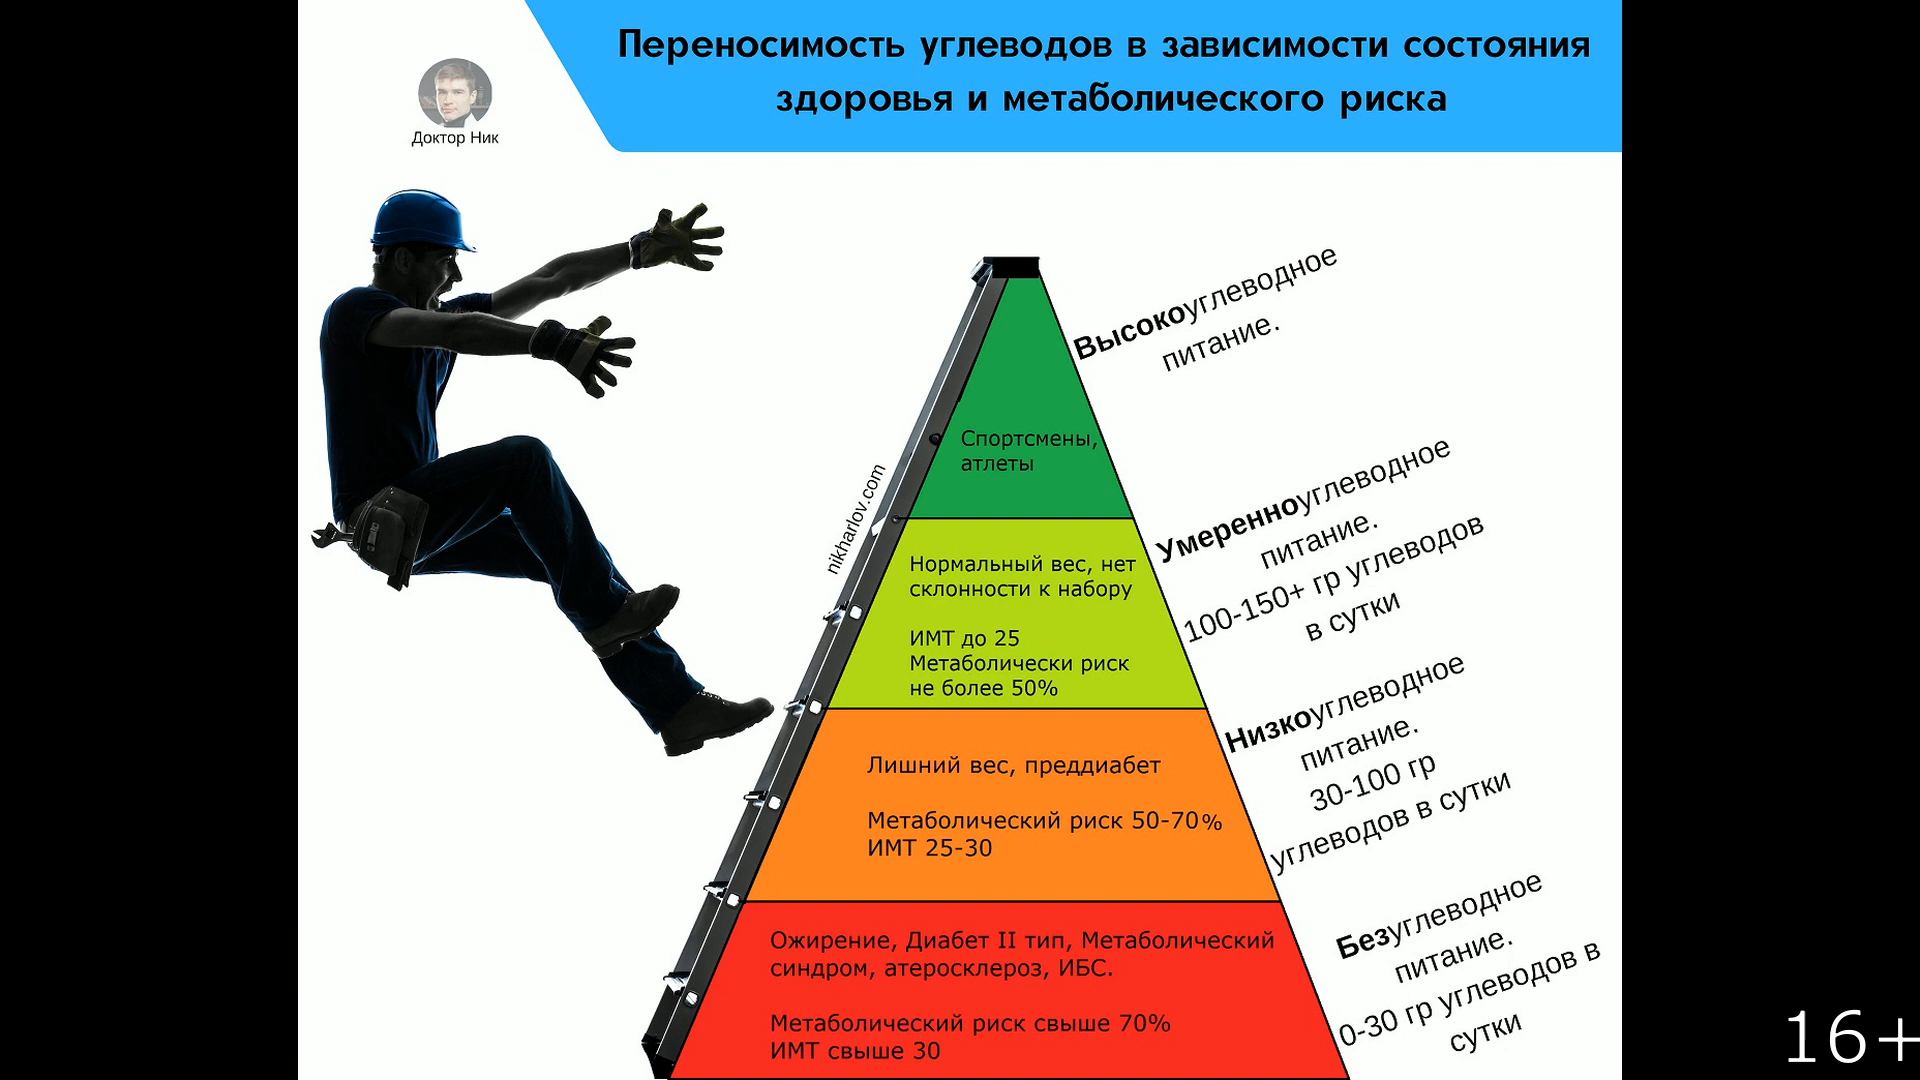 Переносимость углеводов в зависимости состояния
здоровья и метаболического риска
Доктор Ник
nikharlov.com
Спортсмены,
атлеты
Высокоуглеводное
питание.
Нормальный вес, нет
склонности к набору
ИМТ до 25
Метаболически риск
не более 50%
Умеренноуглеводное
питание.
100-150+ гр углеводов
в сутки
Лишний вес, преддиабет
Метаболический риск 50-70%
ИМТ 25-30
Низкоуглеводное
питание.
30-100 гр
углеводов в сутки
Ожирение, Диабет II тип, Метаболический
синдром, атеросклероз, ИБС.
Метаболический риск свыше 70%
ИМТ свыше 30
Безуглеводное
питание.
0-30 гр углеводов в
сутки
16+